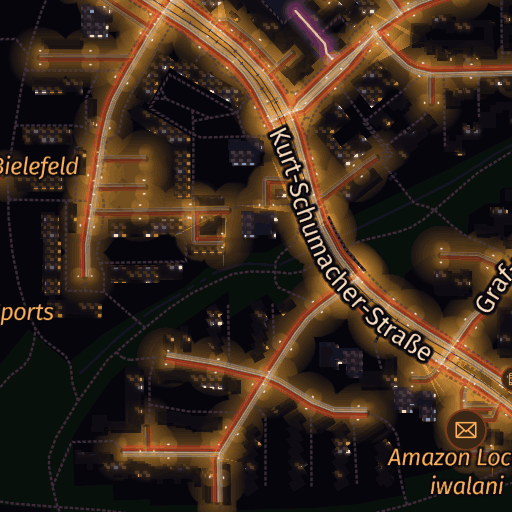 Bielefeld
Kurt-Schumacher-Straße
Graf-
ports
Amazon Loc
iwalani